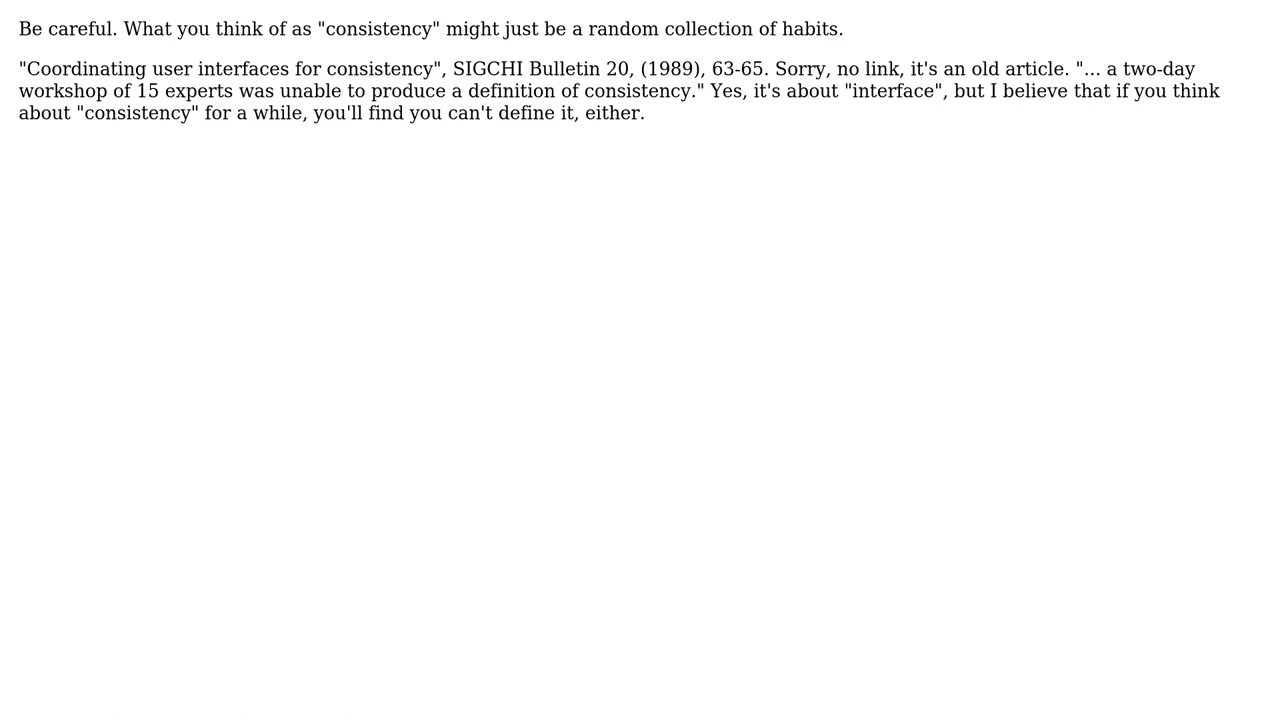 Be careful. What you think of as "consistency" might just be a random collection of habits.
"Coordinating user interfaces for consistency", SIGCHI Bulletin 20, (1989), 63-65. Sorry, no link, it's an old article. "... a two-day
workshop of 15 experts was unable to produce a definition of consistency." Yes, it's about "interface", but I believe that if you think
about "consistency" for a while, you'll find you can't define it, either.